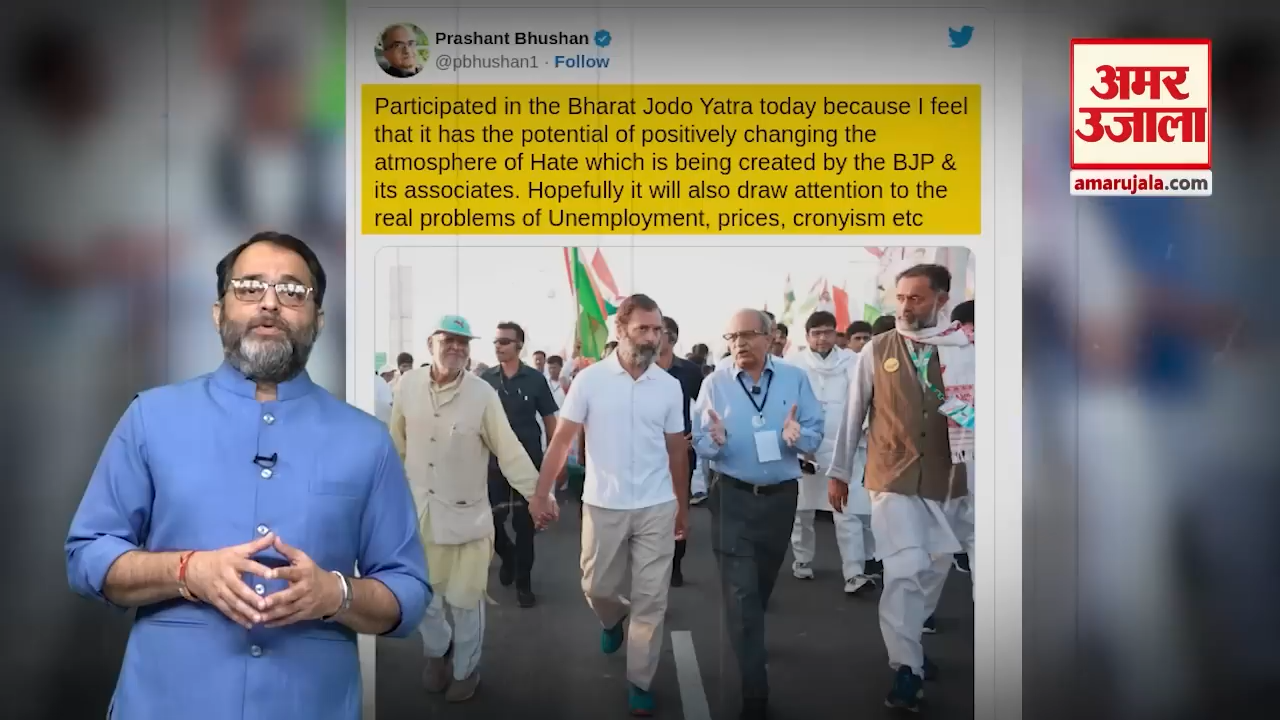 Prashant Bhushan
@pbhushan1 · Follow
Participated in the Bharat Jodo Yatra today because I feel
that it has the potential of positively changing the
atmosphere of Hate which is being created by the BJP &
its associates. Hopefully it will also draw attention to the
real problems of Unemployment, prices, cronyism etc
अमर
उजाला
amarujala.com